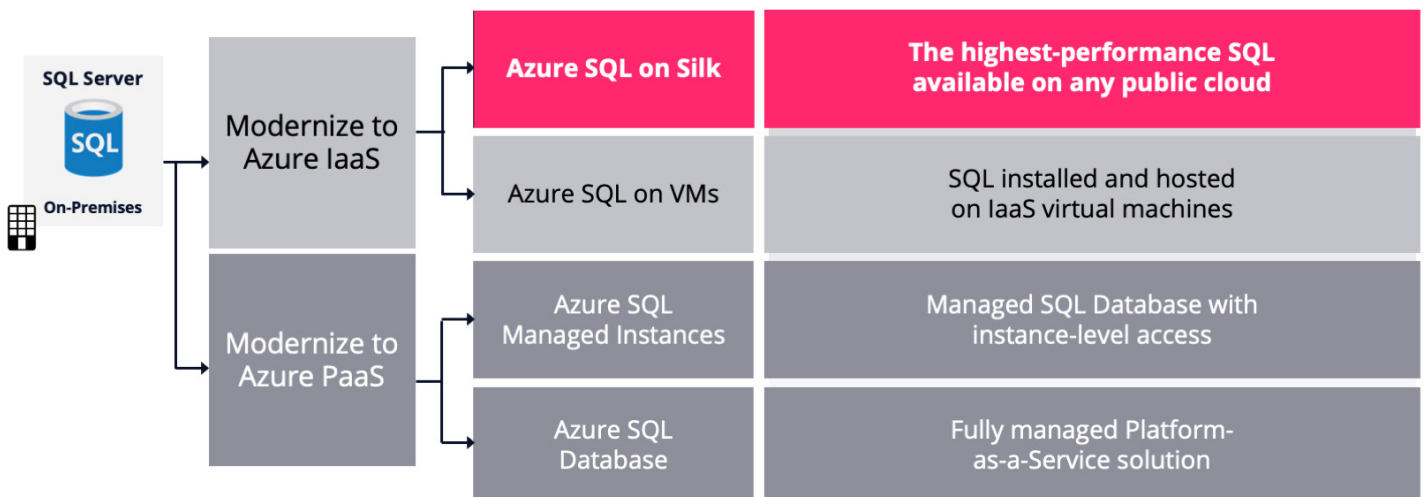 SQL Server
SQL
On-Premises
Modernize to
Azure IaaS
Azure SQL on Silk
The highest-performance SQL
available on any public cloud
Azure SQL on VMs
SQL installed and hosted
on IaaS virtual machines
Modernize to
Azure PaaS
Azure SQL
Managed Instances
Managed SQL Database with
instance-level access
Azure SQL
Database
Fully managed Platform-
as-a-Service solution